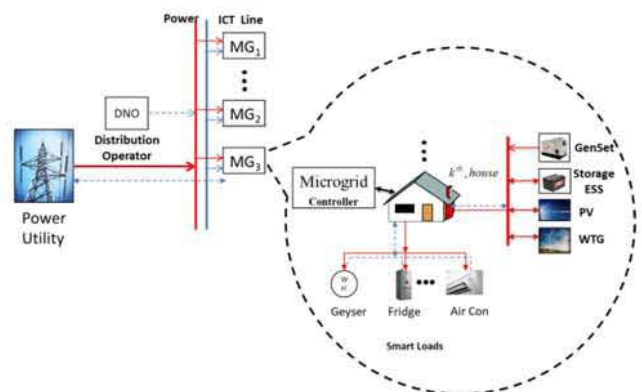 Power ICT Line
MG1
MG2
MG3
DNO
Distribution
Operator
Power
Utility
Microgrid
Controller
kth, house
GenSet
Storage
ESS
PV
WTG
W
H
Geyser Fridge Air Con
Smart Loads